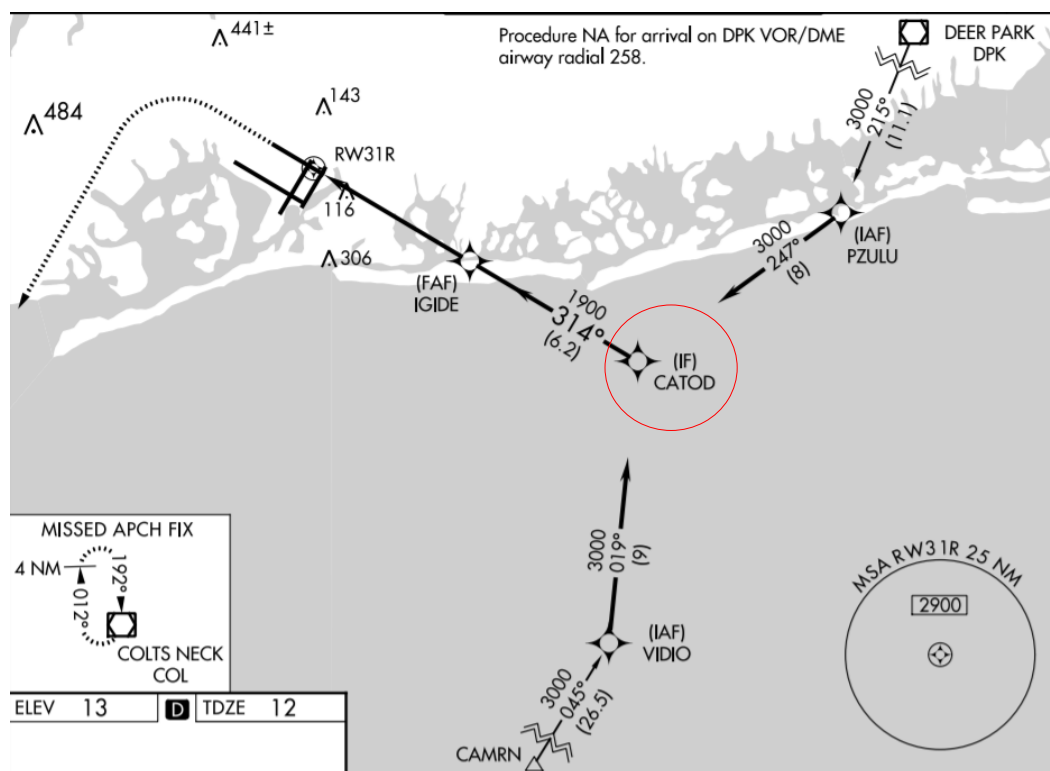 441±
Procedure NA for arrival on DPK VOR/DME
airway radial 258.
DEER PARK
DPK
484
143
3000
215°
(11.1)
RW31R
116
306
(FAF)
IGIDE
1900
314°
(6.2)
(IF)
CATOD
3000
247°
(8)
(IAF)
PZULU
3000
019°
(9)
(IAF)
VIDIO
3000
045°
(26.5)
CAMRN
MISSED APCH FIX
4 NM
192°
012°
COLTS NECK
COL
MSA RW31R 25 NM
2900
ELEV 13 D TDZE 12